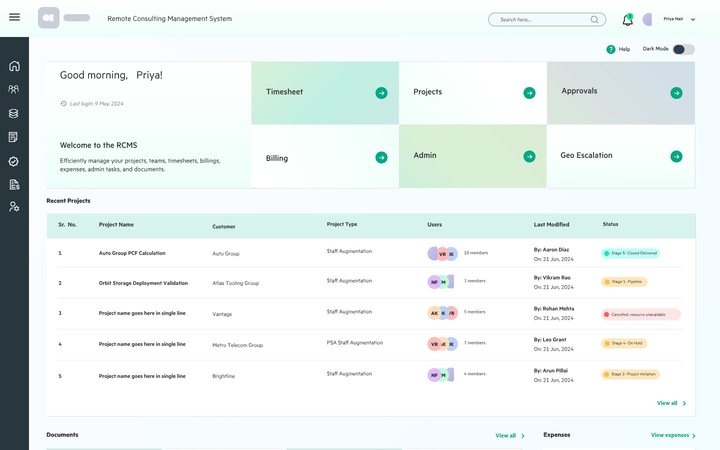 Remote Consulting Management System
Search here...
Priya Nair
Help
Dark Mode
Good morning, Priya!
Last login: 9 May, 2024
Welcome to the RCMS
Efficiently manage your projects, teams, timesheets, billings,
expenses, admin tasks, and documents.
Timesheet
Projects
Approvals
Billing
Admin
Geo Escalation
Recent Projects
Sr. No. Project Name Customer Project Type Users Last Modified Status
1 Auto Group PCF Calculation Auto Group Staff Augmentation VR 10 members By: Aaron Diaz On: 21 Jun, 2024 Stage 5- Closed-Delivered
2 Orbit Storage Deployment Validation Atlas Tooling Group Staff Augmentation NF M 3 members By: Vikram Rao On: 21 Jun, 2024 Stage 1- Pipeline
3 Project name goes here in single line Vantage Staff Augmentation AK 5 members By: Rohan Mehta On: 21 Jun, 2024 Cancelled, resource unavailable
4 Project name goes here in single line Metro Telecom Group PSA Staff Augmentation VR 7 members By: Leo Grant On: 21 Jun, 2024 Stage 4- On Hold
5 Project name goes here in single line Brightline Staff Augmentation NF M 4 members By: Arun Pillai On: 21 Jun, 2024 Stage 2- Project Initiation
View all
Documents
View all
Expenses
View expenses